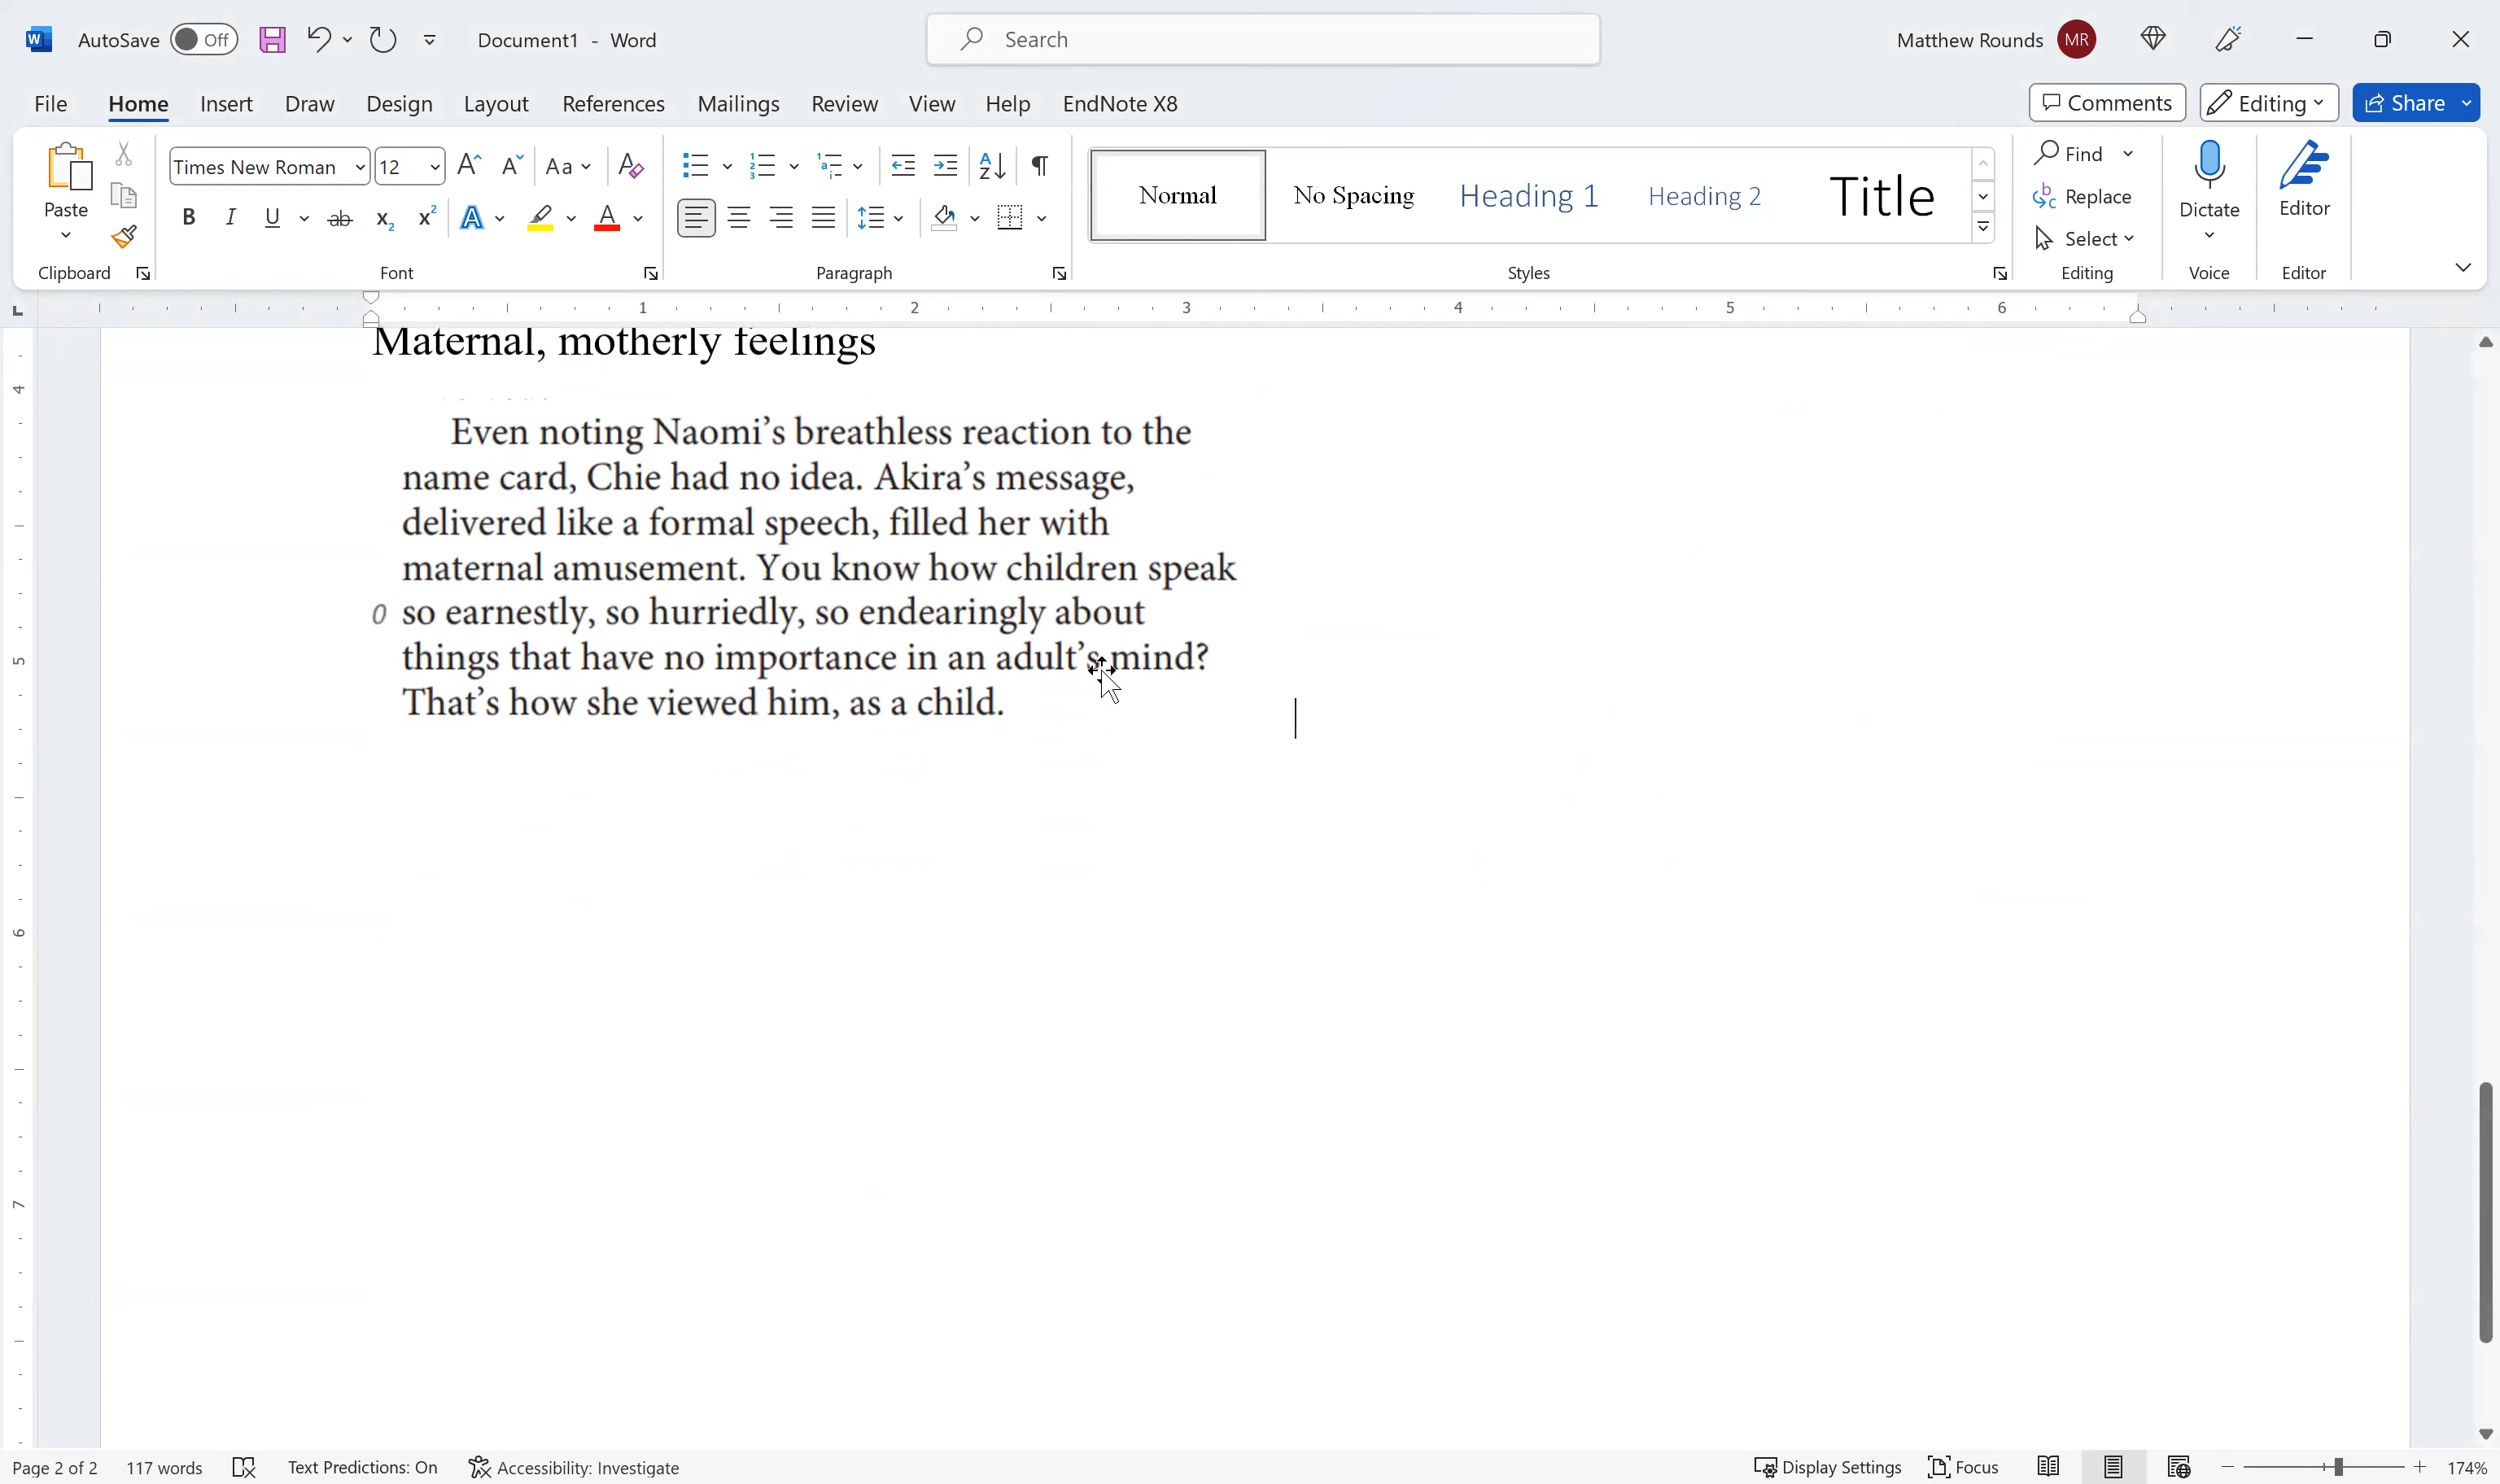 AutoSave Off Document1 - Word Search Matthew Rounds MR
File Home Insert Draw Design Layout References Mailings Review View Help EndNote X8 Comments Editing Share
Paste Times New Roman 12 Aa Normal No Spacing Heading 1 Heading 2 Title Find Replace Select Dictate Editor
Clipboard Font Paragraph Styles Editing Voice Editor
1 2 3 4 5 6
Maternal, motherly feelings
Even noting Naomi’s breathless reaction to the
name card, Chie had no idea. Akira’s message,
delivered like a formal speech, filled her with
maternal amusement. You know how children speak
0 so earnestly, so hurriedly, so endearingly about
things that have no importance in an adult’s mind?
That’s how she viewed him, as a child.
4
5
6
7
Page 2 of 2 117 words Text Predictions: On Accessibility: Investigate Display Settings Focus 174%